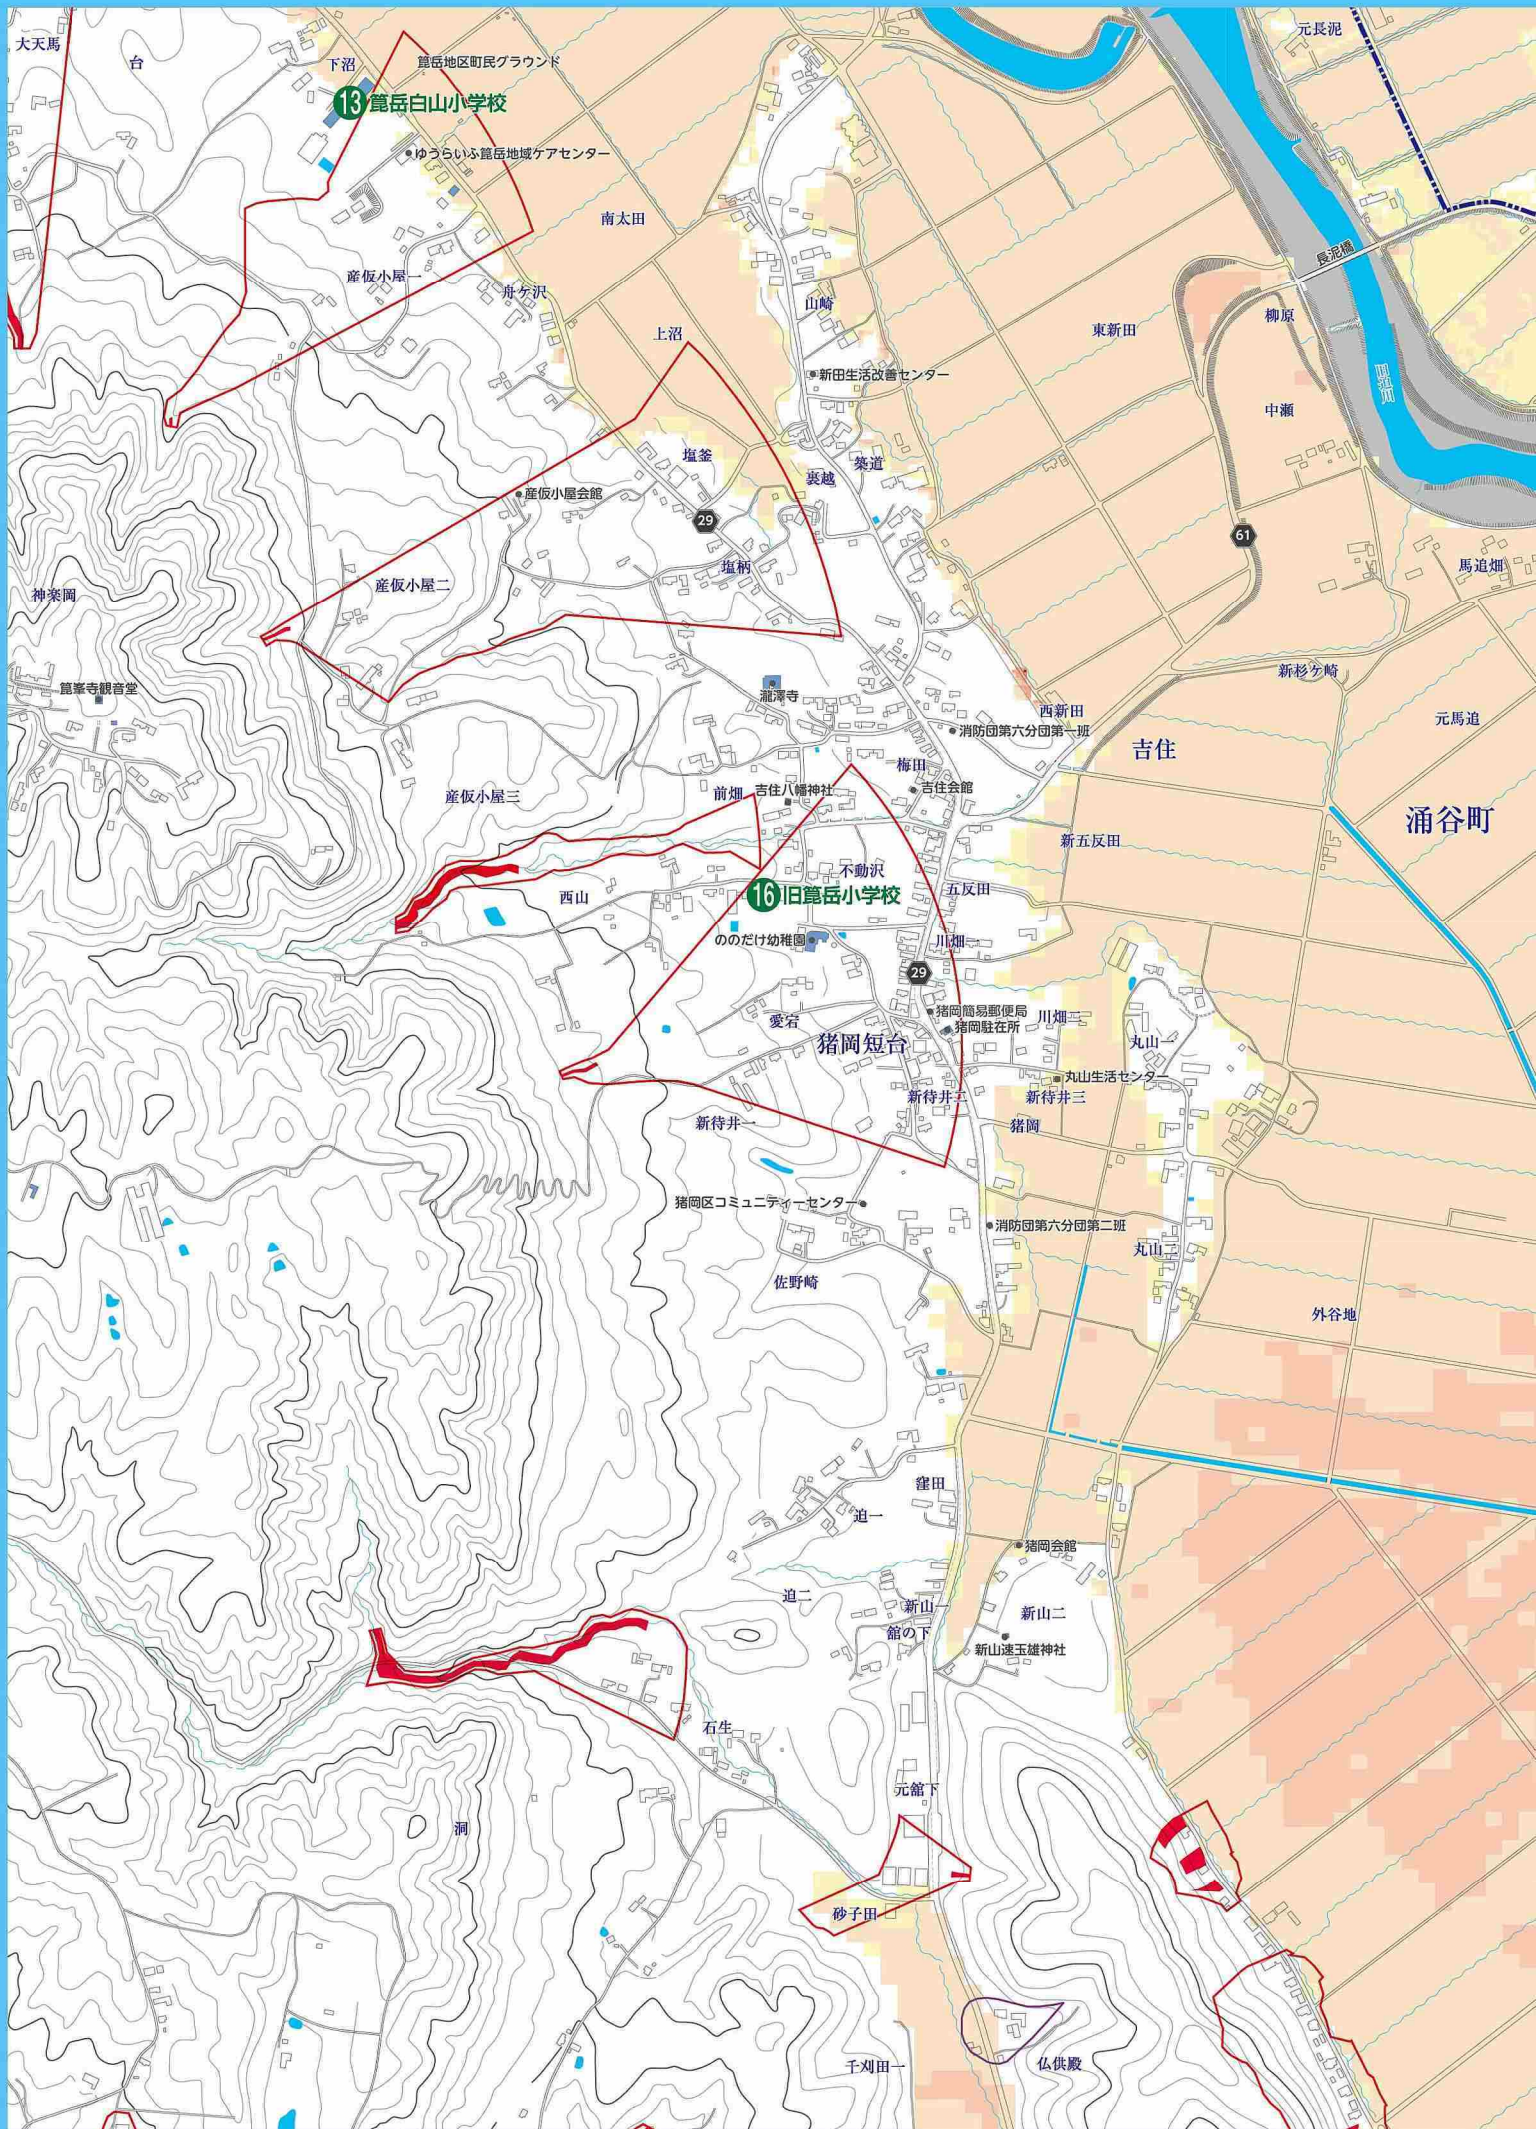 大天馬
台
下沼
箟岳地区町民グラウンド
元長泥
13 箟岳白山小学校
ゆうらいふ箟岳地域ケアセンター
南太田
長泥橋
産仮小屋一
舟ケ沢
山崎
柳原
上沼
東新田
新田生活改善センター
中瀬
塩釜
築道
裏越
産仮小屋会館
29
61
塩柄
馬追畑
産仮小屋二
神楽岡
新杉ケ崎
箟峯寺観音堂
瀧澤寺
西新田
元馬追
消防団第六分団第一班
吉住
梅田
産仮小屋三
前畑
吉住八幡神社
吉住会館
涌谷町
新五反田
不動沢
五反田
16 旧箟岳小学校
西山
ののだけ幼稚園
川畑一
29
猪岡簡易郵便局
川畑二
愛宕
猪岡駐在所
猪岡短台
丸山一
丸山生活センター
新待井二
新待井三
新待井一
猪岡
猪岡区コミュニティーセンター
消防団第六分団第二班
丸山二
佐野崎
外谷地
窪田
迫一
猪岡会館
迫二
新山一
新山二
舘の下
新山速玉雄神社
石生
元舘下
洞
砂子田
千刈田一
仏供殿